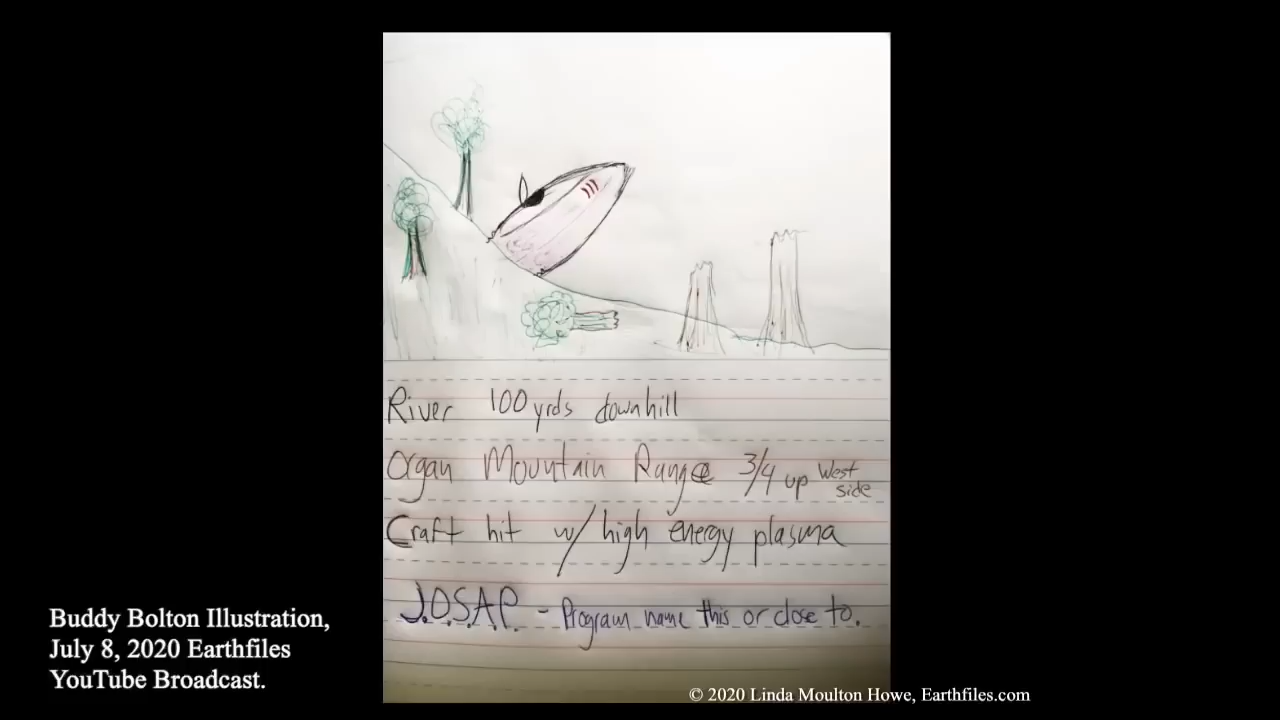 River 100 yrds downhill
Organ Mountain Range 3/4 up West side
Craft hit w/ high energy plasma
J.O.S.A.P. - Program name this or close to.
Buddy Bolton Illustration,
July 8, 2020 Earthfiles
YouTube Broadcast.
© 2020 Linda Moulton Howe, Earthfiles.com